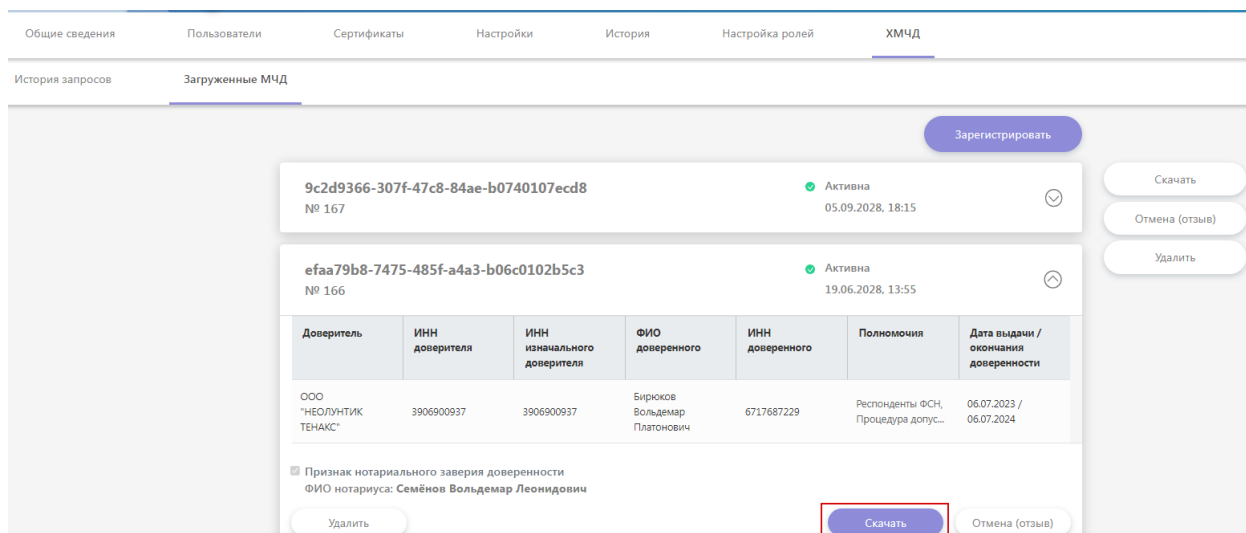 Общие сведения Пользователи Сертификаты Настройки История Настройка ролей ХМЧД
История запросов Загруженные МЧД
Зарегистрировать
9c2d9366-307f-47c8-84ae-b0740107ecd8 Активна
№ 167 05.09.2028, 18:15
Скачать
Отмена (отзыв)
Удалить
efaa79b8-7475-485f-a4a3-b06c0102b5c3 Активна
№ 166 19.06.2028, 13:55
Доверитель ИНН ИНН ФИО ИНН Полномочия Дата выдачи /
доверителя изначального доверенного доверенного окончания
доверителя доверенности
ООО Бирюков
"НЕОЛУНТИК 3906900937 3906900937 Вольдемар 6717687229 Респонденты ФСН, 06.07.2023 /
ТЕНАКС" Платонович Процедура допус... 06.07.2024
Признак нотариального заверия доверенности
ФИО нотариуса: Семёнов Вольдемар Леонидович
Удалить Скачать Отмена (отзыв)